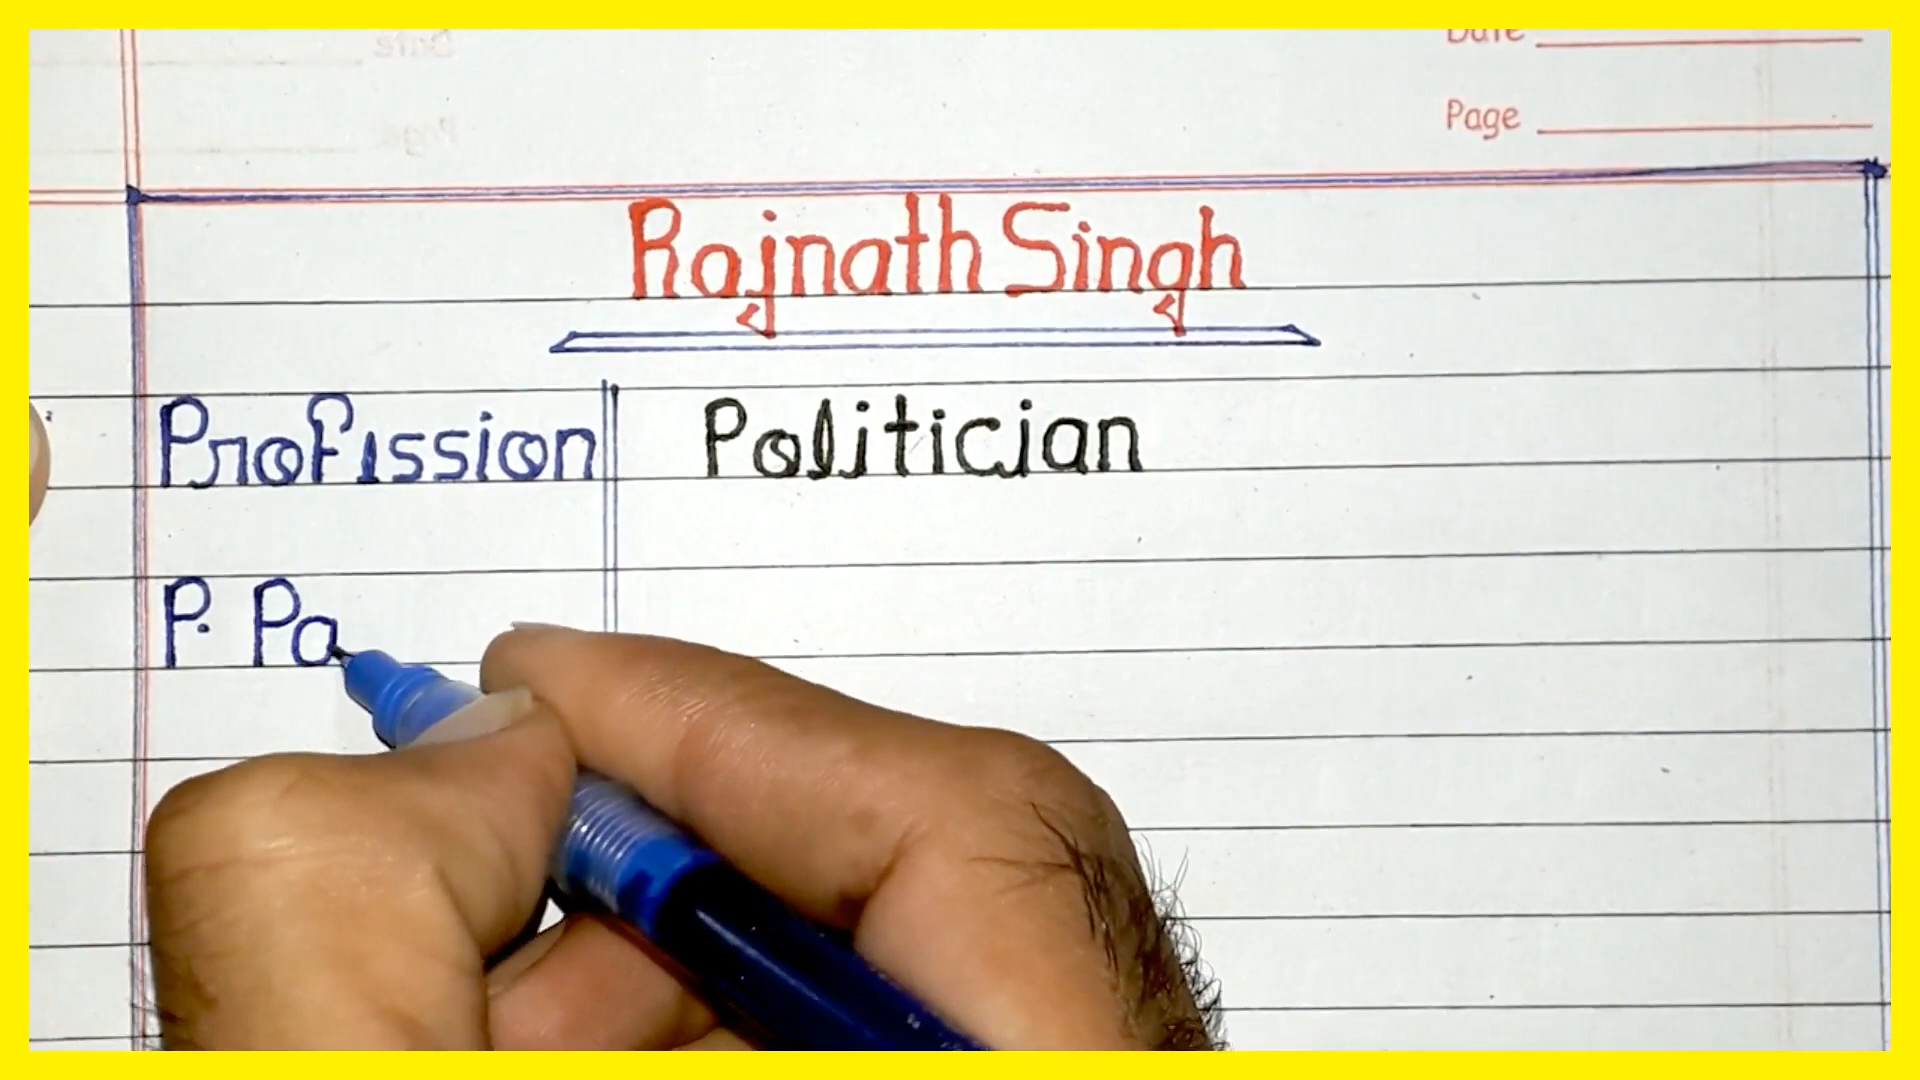 Date
Page
Rajnath Singh
Profission Politician
P. Pa